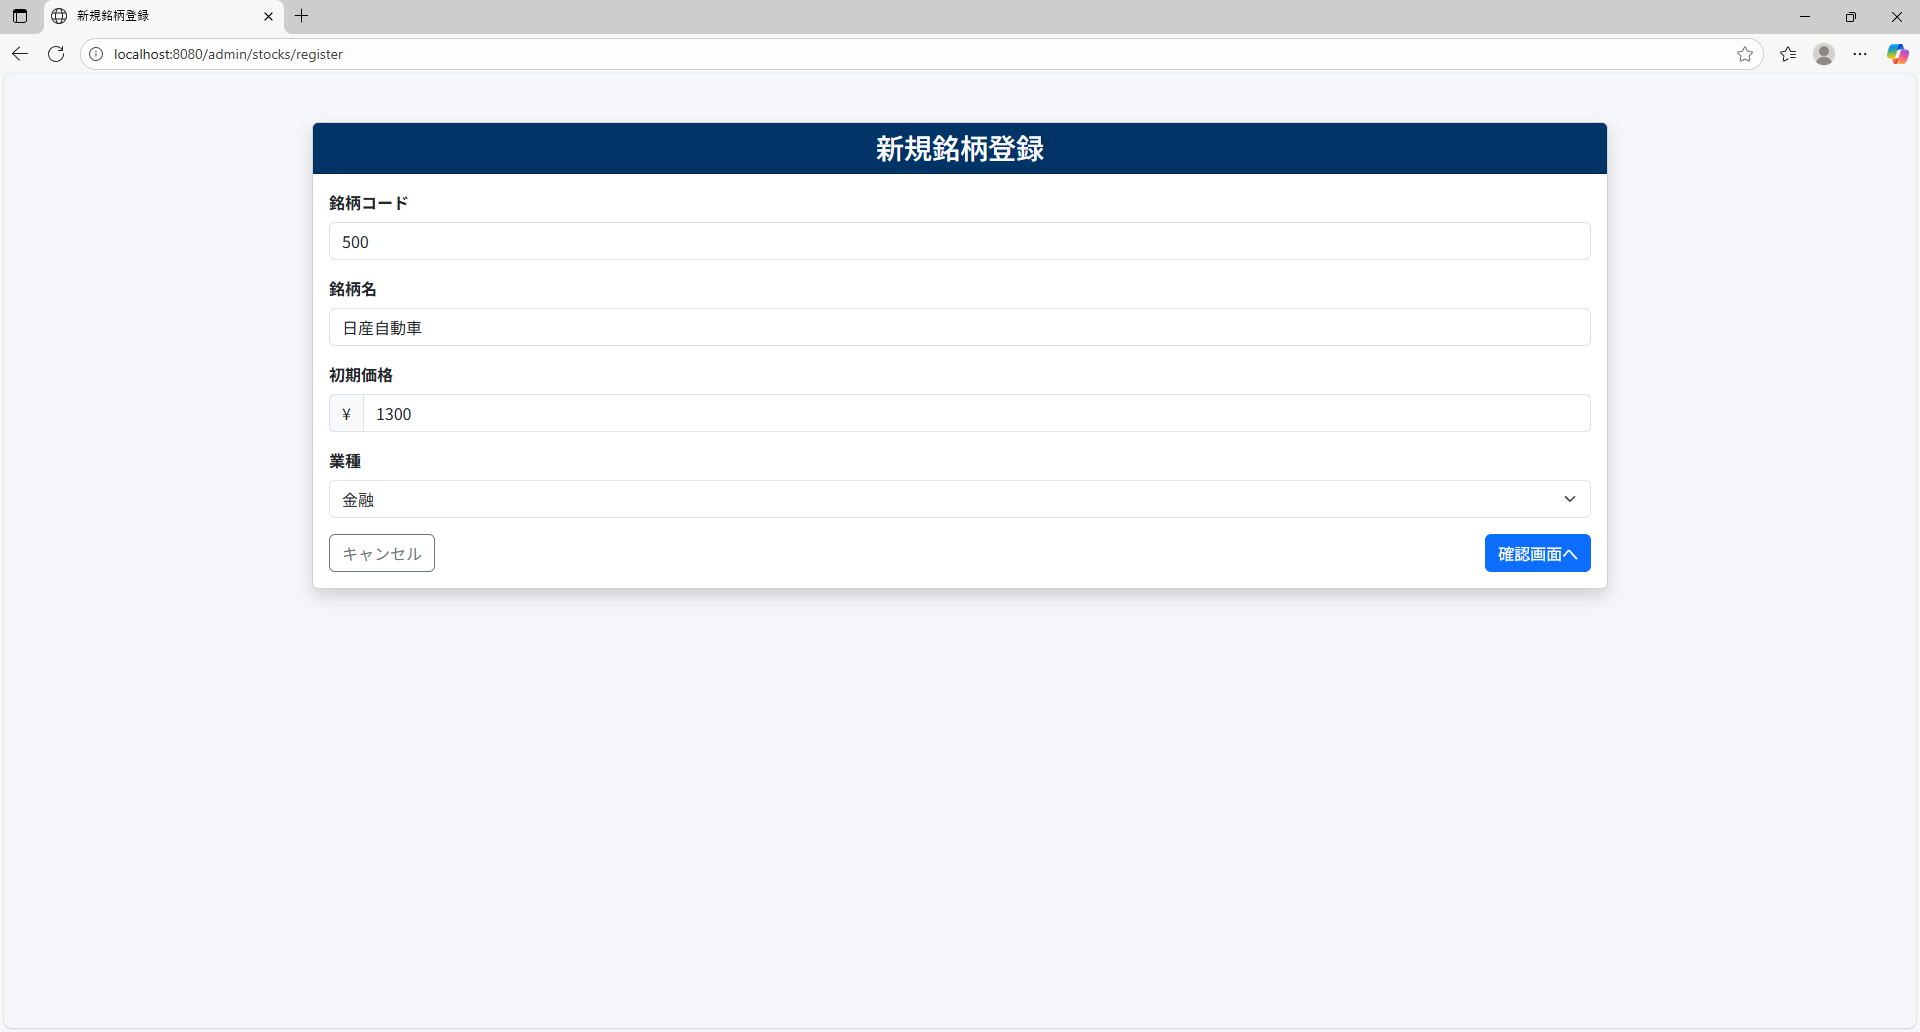 新規銘柄登録
localhost:8080/admin/stocks/register
新規銘柄登録
銘柄コード
500
銘柄名
日産自動車
初期価格
¥ 1300
業種
金融
キャンセル 確認画面へ